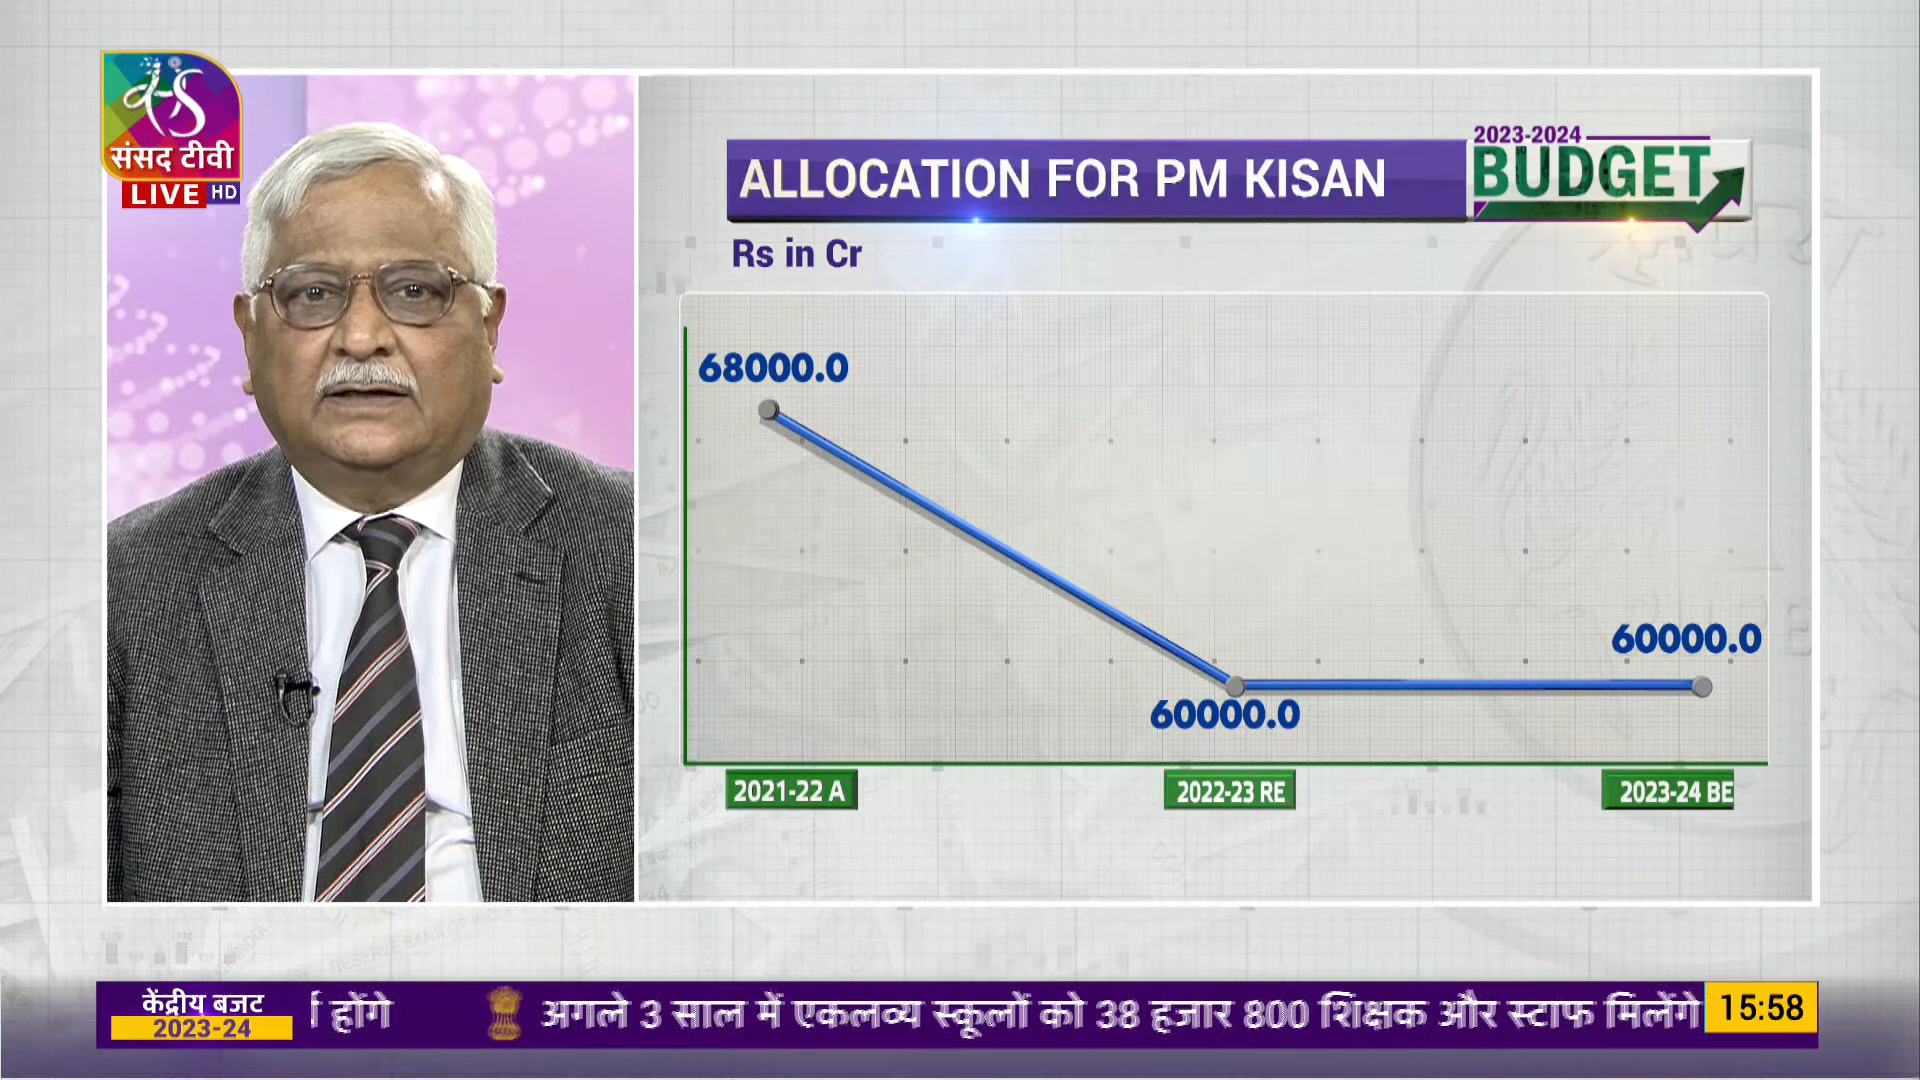 संसद टीवी
LIVE HD
2023-2024
ALLOCATION FOR PM KISAN
BUDGET
Rs in Cr
68000.0
60000.0
60000.0
2021-22 A
2022-23 RE
2023-24 BE
केंद्रीय बजट
2023-24
होंगे
अगले 3 साल में एकलव्य स्कूलों को 38 हजार 800 शिक्षक और स्टाफ मिलेंगे
15:58